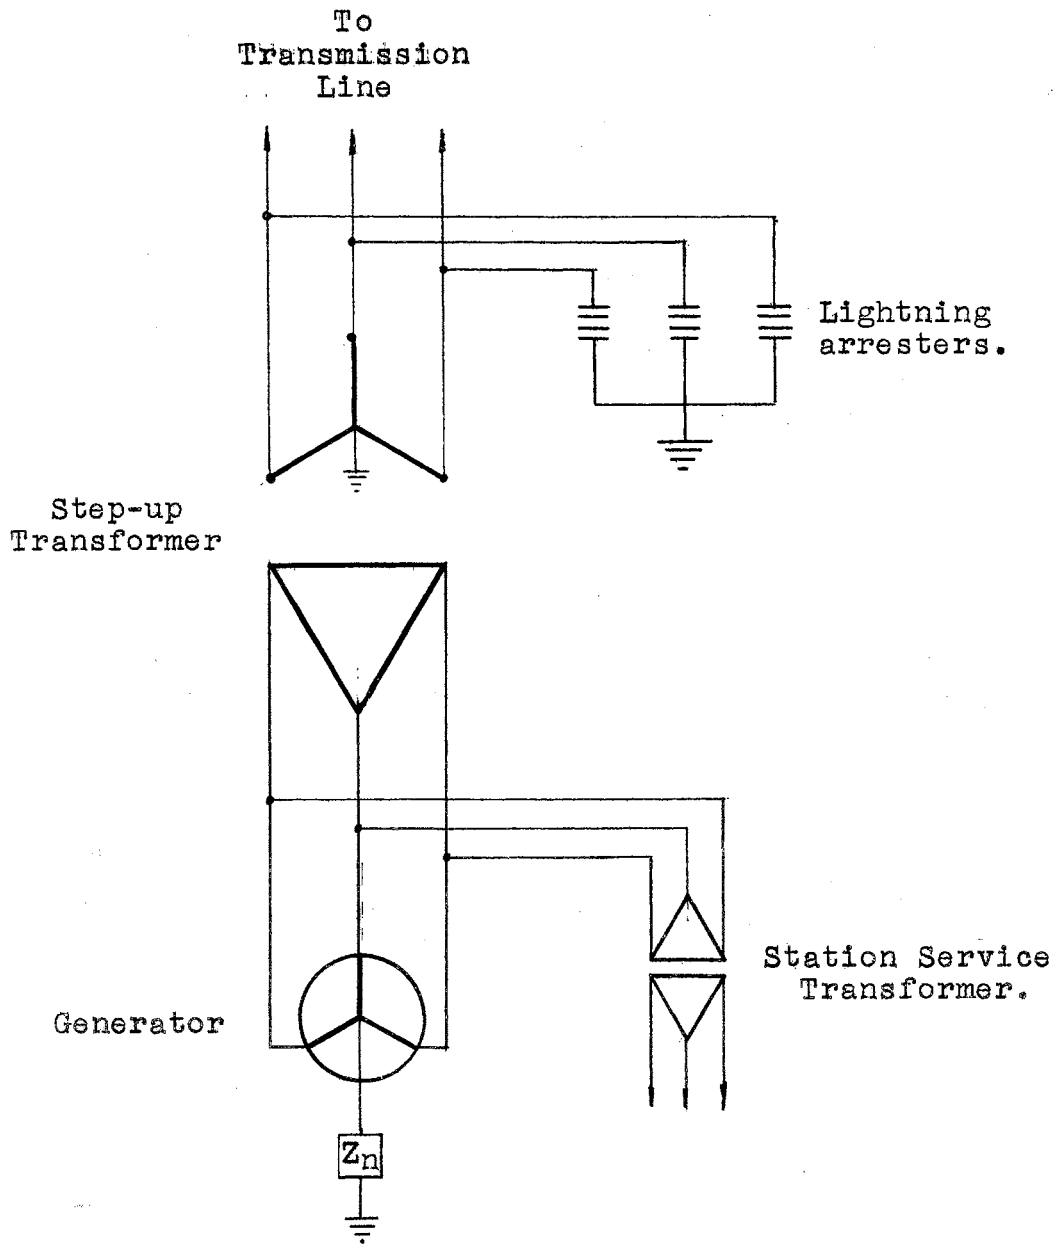 To
Transmission
Line
Lightning
arresters.
Step-up
Transformer
Station Service
Transformer.
Generator
Zn